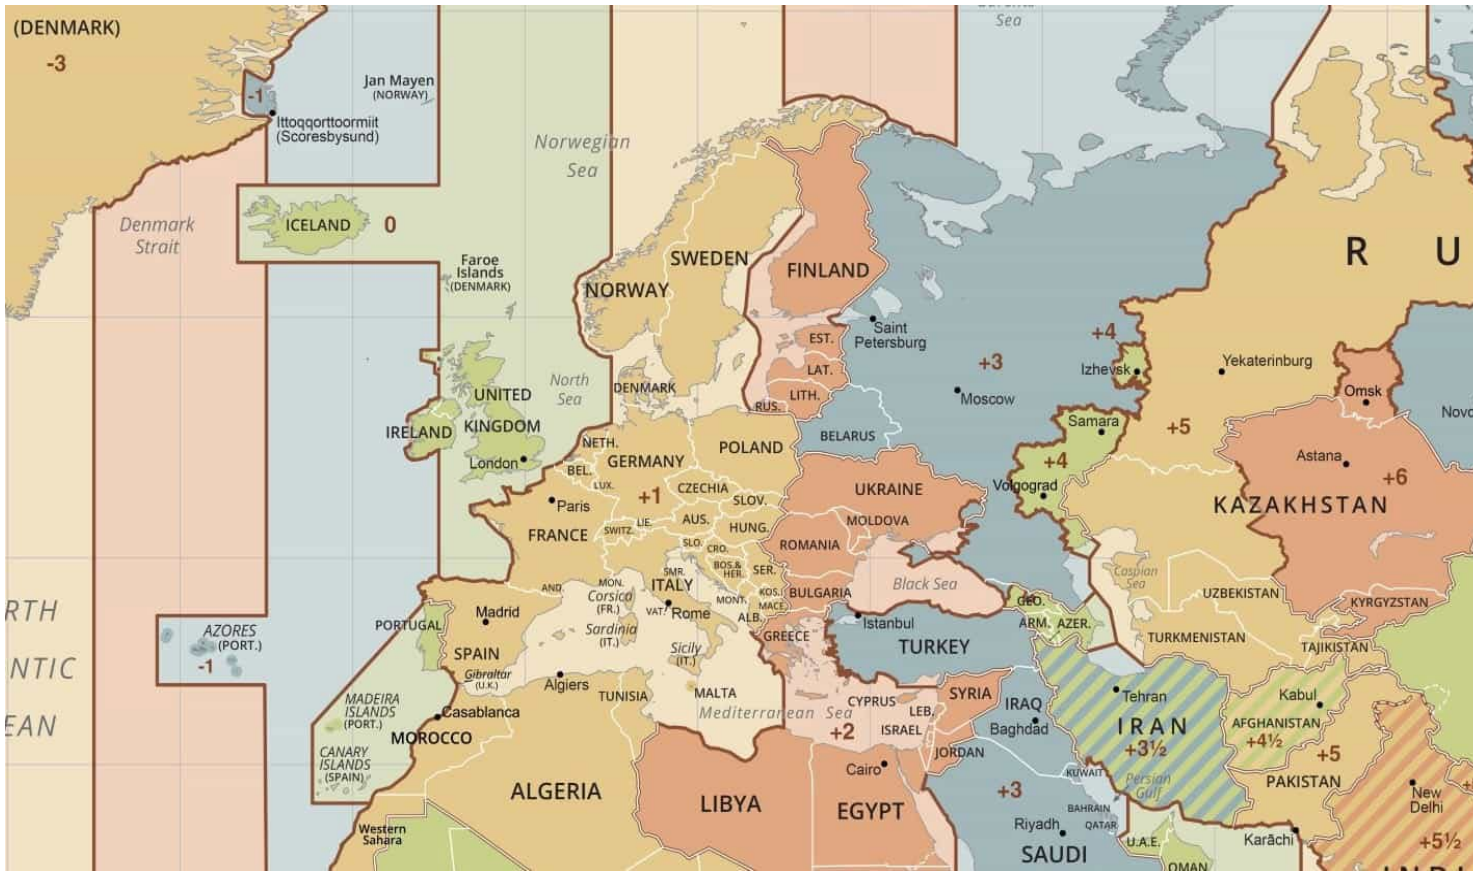 (DENMARK)
-3
Sea
Jan Mayen
(NORWAY)
-1
Ittoqqorttoormiit
(Scoresbysund)
Norwegian
Sea
Denmark
Strait
ICELAND
0
Faroe
Islands
(DENMARK)
SWEDEN
NORWAY
FINLAND
R U
Saint
Petersburg
EST.
LAT.
LITH.
RUS.
+3
Moscow
+4
Izhevsk
Yekaterinburg
Omsk
Novo
North
Sea
DENMARK
UNITED
KINGDOM
IRELAND
London
NETH.
BEL.
LUX.
GERMANY
+1
POLAND
BELARUS
Samara
+4
Volgograd
+5
Astana
+6
KAZAKHSTAN
Paris
FRANCE
CZECHIA
SLOV.
LIE.
SWITZ.
AUS.
HUNG.
SLO.
CRO.
BOS.&
HER.
SER.
UKRAINE
MOLDOVA
ROMANIA
Black Sea
BULGARIA
Caspian
Sea
UZBEKISTAN
KYRGYZSTAN
AND.
MON.
Corsica
(FR.)
SMR.
ITALY
VAT.
Rome
MONT.
KOS.
MACE.
ALB.
GREECE
Istanbul
TURKEY
GEO.
ARM.
AZER.
TURKMENISTAN
TAJIKISTAN
RTH
NTIC
EAN
AZORES
(PORT.)
-1
PORTUGAL
Madrid
SPAIN
Gibraltar
(U.K.)
Sardinia
(IT.)
Sicily
(IT.)
Algiers
TUNISIA
MALTA
Mediterranean Sea
CYPRUS
LEB.
ISRAEL
+2
SYRIA
IRAQ
Baghdad
JORDAN
Tehran
IRAN
+3½
Kabul
AFGHANISTAN
+4½
+5
PAKISTAN
MADEIRA
ISLANDS
(PORT.)
CANARY
ISLANDS
(SPAIN)
Casablanca
MOROCCO
ALGERIA
LIBYA
Cairo
EGYPT
Western
Sahara
KUWAIT
Persian
Gulf
+3
BAHRAIN
QATAR
Riyadh
SAUDI
U.A.E.
OMAN
Karāchi
New
Delhi
+5½